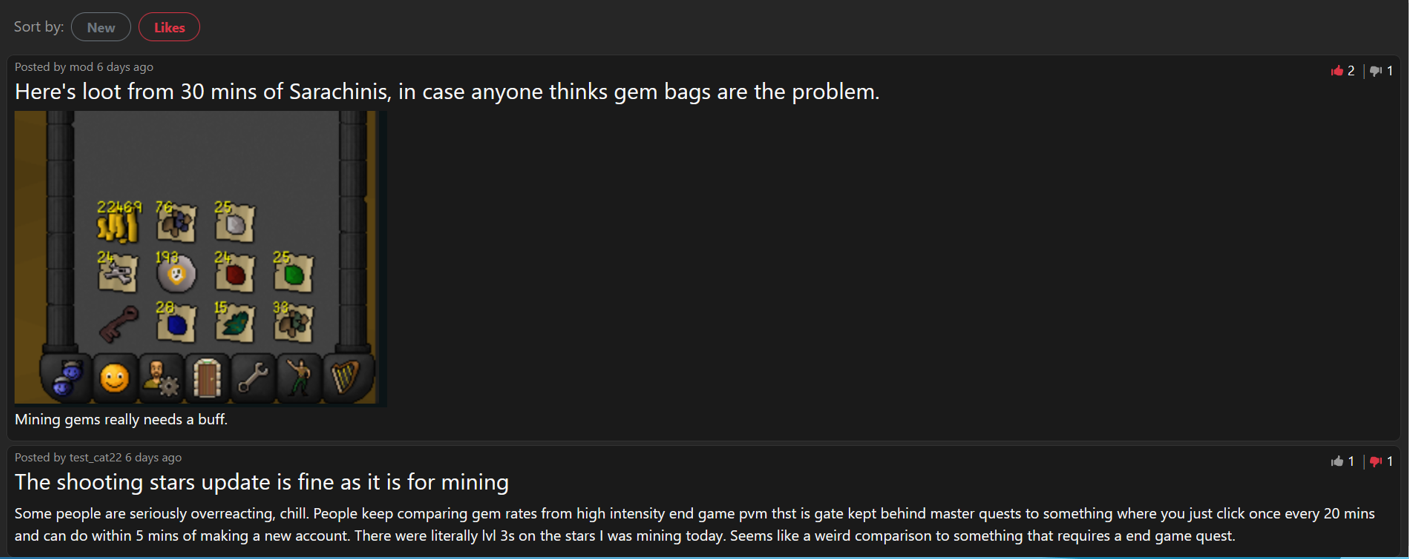 Sort by: New Likes
Posted by mod 6 days ago 2 1
Here's loot from 30 mins of Sarachinis, in case anyone thinks gem bags are the problem.
22469 76 25
24 193 24 25
28 15 33
Mining gems really needs a buff.
Posted by test_cat22 6 days ago 1 1
The shooting stars update is fine as it is for mining
Some people are seriously overreacting, chill. People keep comparing gem rates from high intensity end game pvm thst is gate kept behind master quests to something where you just click once every 20 mins
and can do within 5 mins of making a new account. There were literally lvl 3s on the stars I was mining today. Seems like a weird comparison to something that requires a end game quest.